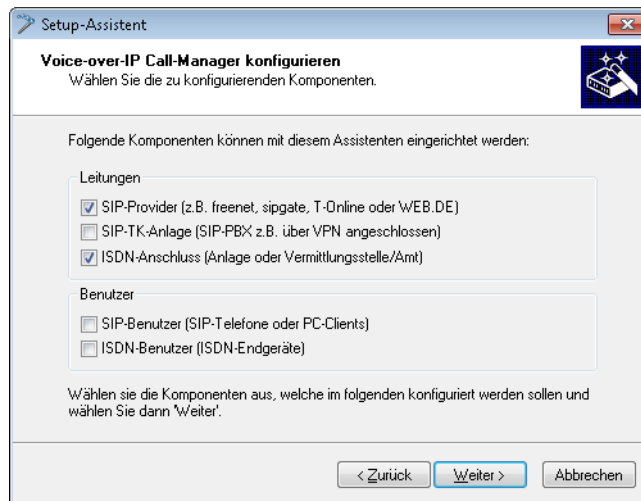 Setup-Assistent
Voice-over-IP Call-Manager konfigurieren
Wählen Sie die zu konfigurierenden Komponenten.
Folgende Komponenten können mit diesem Assistenten eingerichtet werden:
Leitungen
SIP-Provider (z.B. freenet, sipgate, T-Online oder WEB.DE)
SIP-TK-Anlage (SIP-PBX z.B. über VPN angeschlossen)
ISDN-Anschluss (Anlage oder Vermittlungsstelle/Amt)
Benutzer
SIP-Benutzer (SIP-Telefone oder PC-Clients)
ISDN-Benutzer (ISDN-Endgeräte)
Wählen sie die Komponenten aus, welche im folgenden konfiguriert werden sollen und
wählen Sie dann 'Weiter'.
< Zurück Weiter > Abbrechen